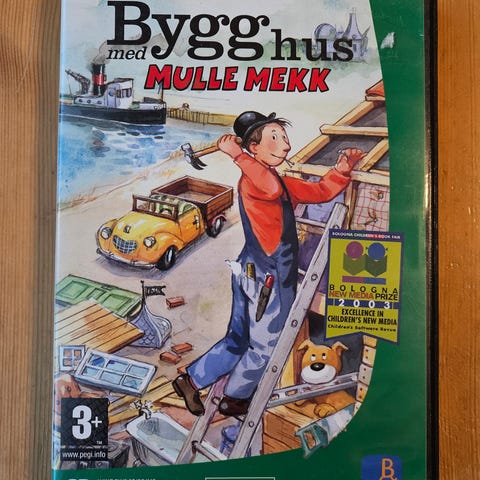 Bygg hus
med
MULLE MEKK
BOLOGNA CHILDREN'S BOOK FAIR
BOLOGNA
NEW MEDIA PRIZE
2003
EXCELLENCE IN
CHILDREN'S NEW MEDIA
Children's Software Revue
3+
www.pegi.info
B